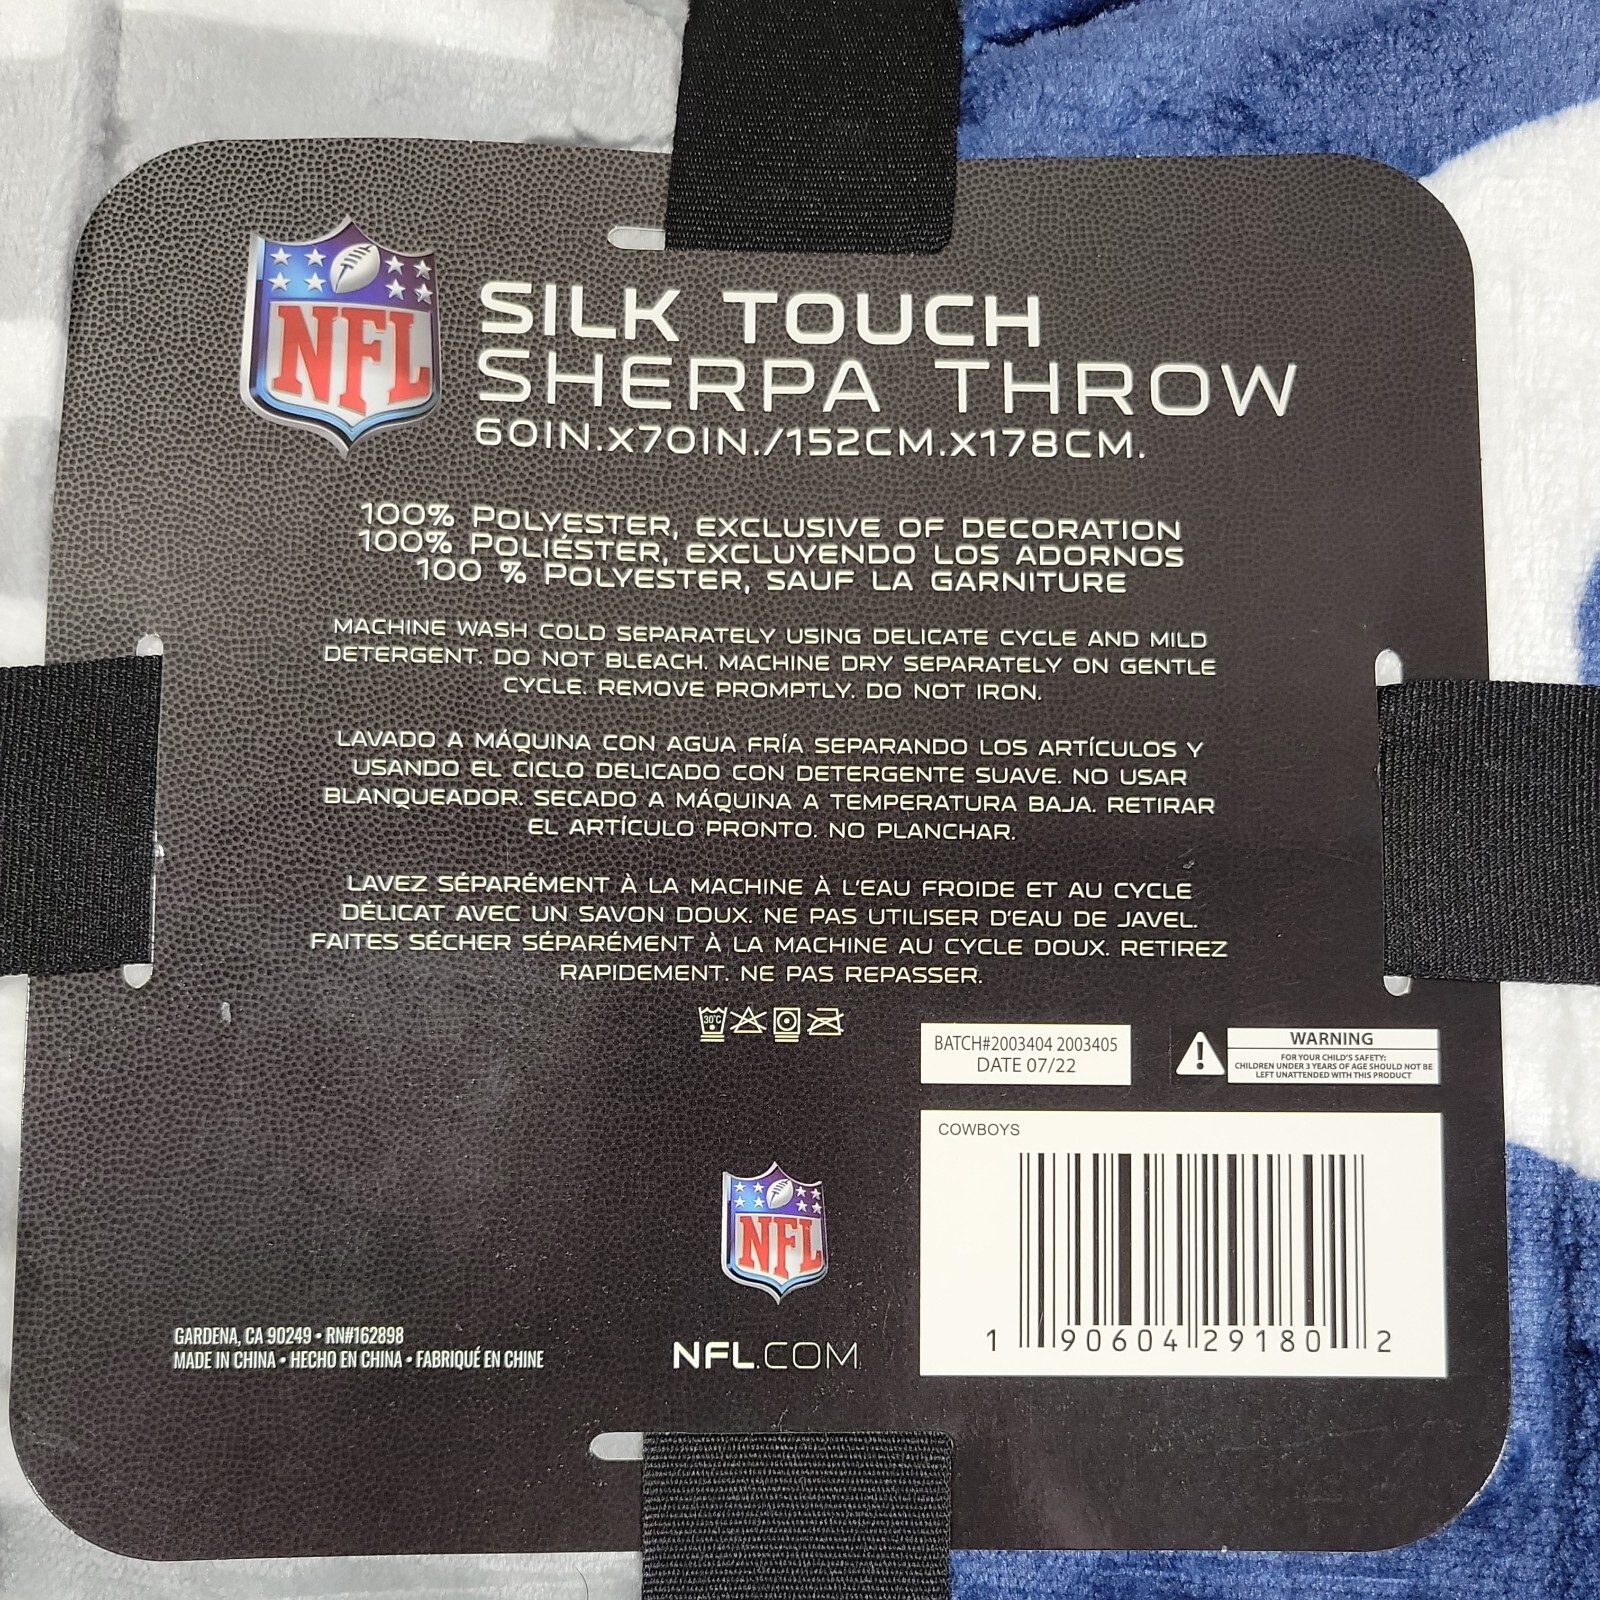 NFL
SILK TOUCH
SHERPA THROW
60IN.X70IN./152CM.X178CM.
100% POLYESTER, EXCLUSIVE OF DECORATION
100% POLIÉSTER, EXCLUYENDO LOS ADORNOS
100 % POLYESTER, SAUF LA GARNITURE
MACHINE WASH COLD SEPARATELY USING DELICATE CYCLE AND MILD
DETERGENT. DO NOT BLEACH. MACHINE DRY SEPARATELY ON GENTLE
CYCLE. REMOVE PROMPTLY. DO NOT IRON.
LAVADO A MÁQUINA CON AGUA FRÍA SEPARANDO LOS ARTÍCULOS Y
USANDO EL CICLO DELICADO CON DETERGENTE SUAVE. NO USAR
BLANQUEADOR. SECADO A MÁQUINA A TEMPERATURA BAJA. RETIRAR
EL ARTÍCULO PRONTO. NO PLANCHAR.
LAVEZ SÉPARÉMENT À LA MACHINE À L'EAU FROIDE ET AU CYCLE
DÉLICAT AVEC UN SAVON DOUX. NE PAS UTILISER D'EAU DE JAVEL.
FAITES SÉCHER SÉPARÉMENT À LA MACHINE AU CYCLE DOUX. RETIREZ
RAPIDEMENT. NE PAS REPASSER.
30°C
BATCH#2003404 2003405
DATE 07/22
WARNING
FOR YOUR CHILD'S SAFETY:
CHILDREN UNDER 3 YEARS OF AGE SHOULD NOT BE
LEFT UNATTENDED WITH THIS PRODUCT
COWBOYS
1 90604 29180 2
NFL
NFL.COM
GARDENA, CA 90249 • RN#162898
MADE IN CHINA • HECHO EN CHINA • FABRIQUÉ EN CHINE